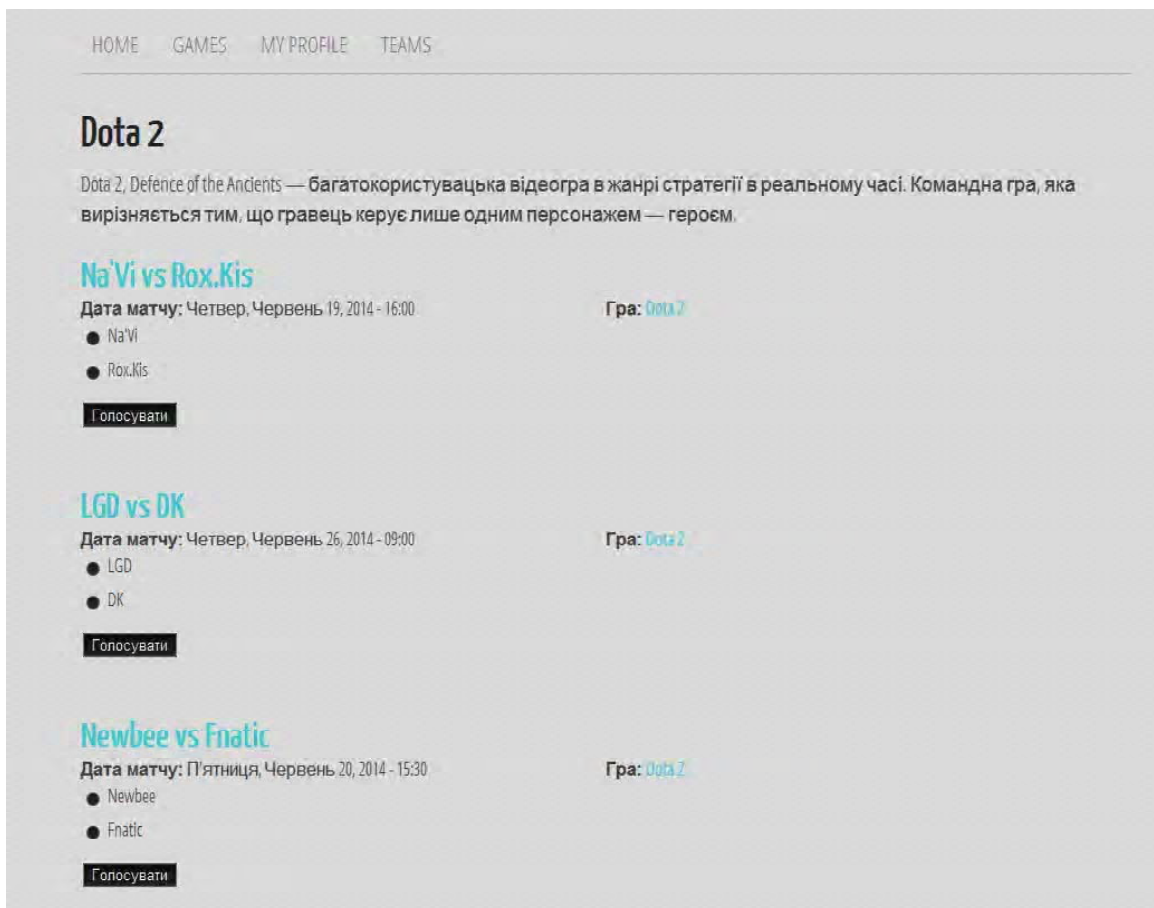 HOME GAMES MY PROFILE TEAMS
Dota 2
Dota 2, Defence of the Ancients — багатокористувацька відеогра в жанрі стратегії в реальному часі. Командна гра, яка
вирізняється тим, що гравець керує лише одним персонажем — героєм.
Na'Vi vs Rox.Kis
Дата матчу: Четвер, Червень 19, 2014 - 16:00 Гра: Dota 2
Na'Vi
Rox.Kis
Голосувати
LGD vs DK
Дата матчу: Четвер, Червень 26, 2014 - 09:00 Гра: Dota 2
LGD
DK
Голосувати
Newbee vs Fnatic
Дата матчу: П'ятниця, Червень 20, 2014 - 15:30 Гра: Dota 2
Newbee
Fnatic
Голосувати